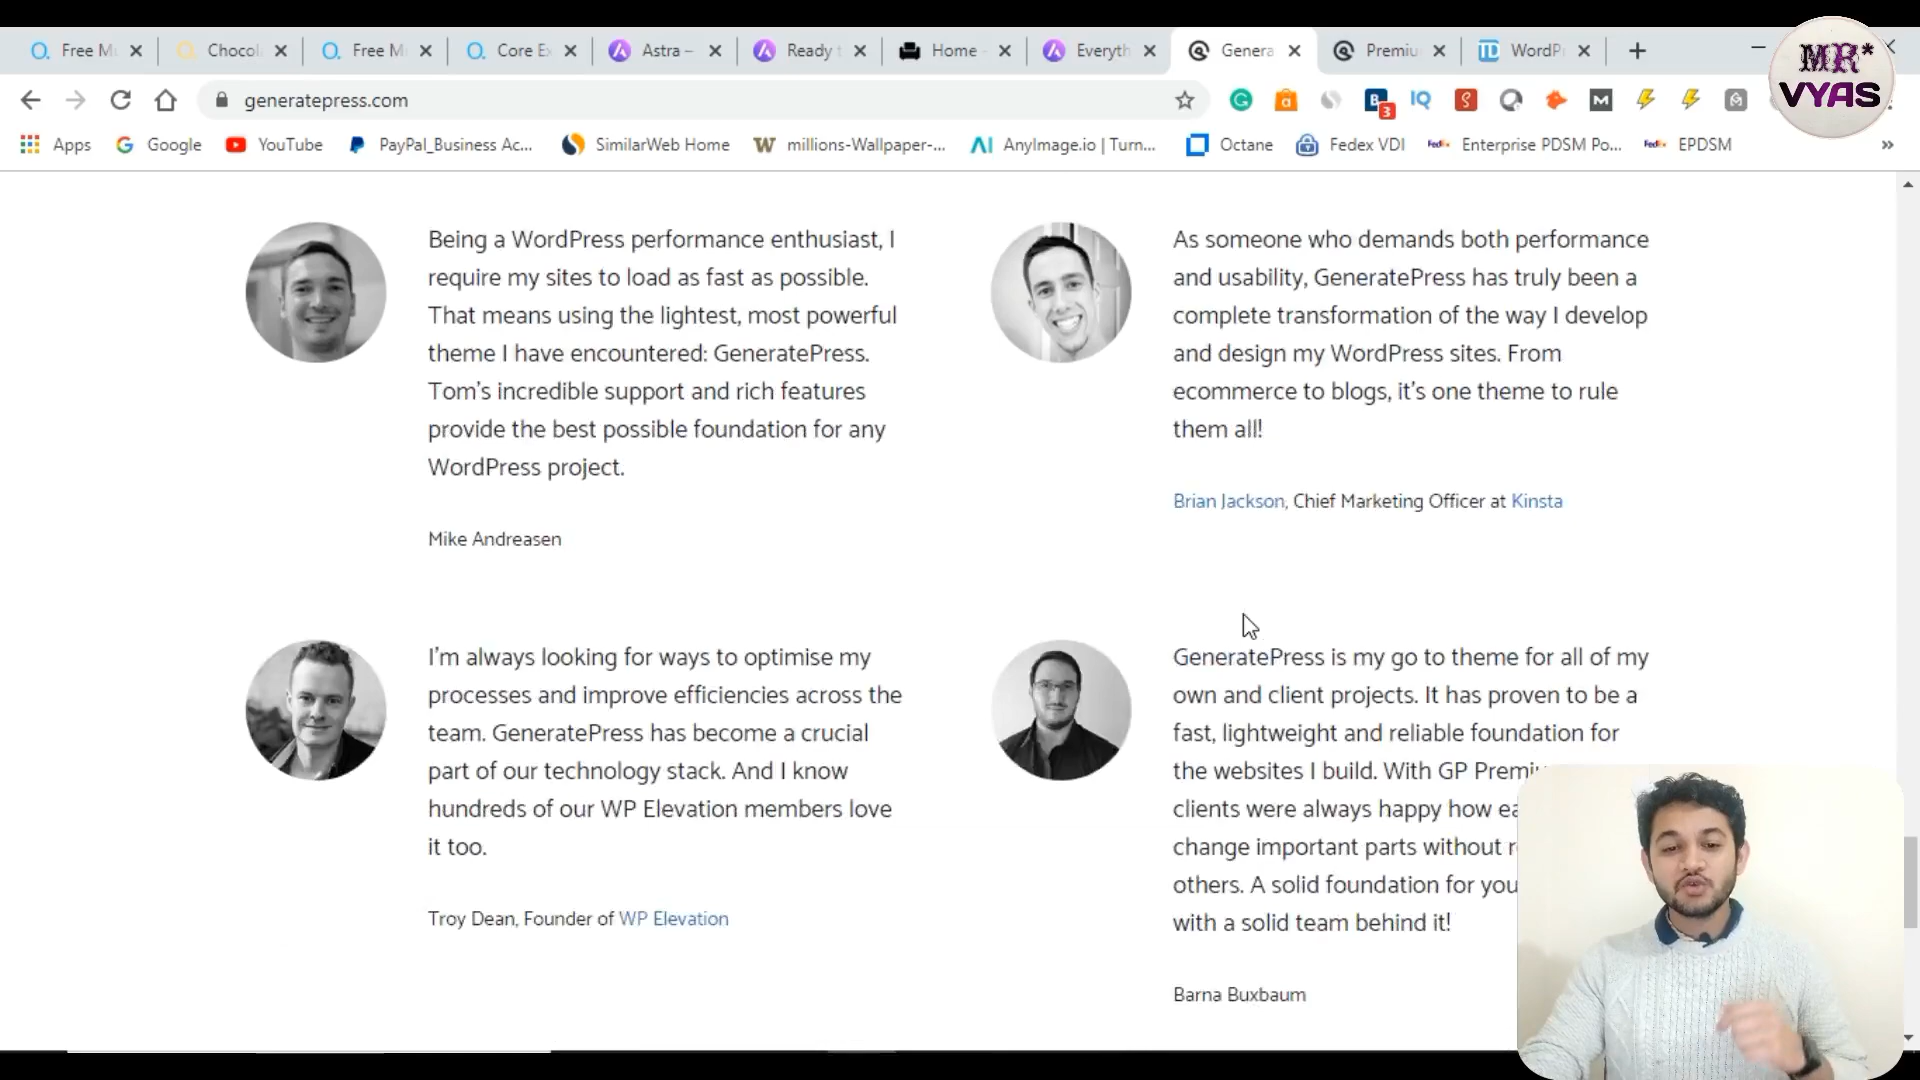 Free M
Chocol
Free M
Core E
Astra –
Ready
Home
Everyth
Genera
Premiu
WordP
MR*
VYAS
generatepress.com
3
Apps
Google
YouTube
PayPal_Business Ac...
SimilarWeb Home
millions-Wallpaper-...
AnyImage.io | Turn...
Octane
Fedex VDI
Enterprise PDSM Po...
EPDSM
»
Being a WordPress performance enthusiast, I
require my sites to load as fast as possible.
That means using the lightest, most powerful
theme I have encountered: GeneratePress.
Tom's incredible support and rich features
provide the best possible foundation for any
WordPress project.
Mike Andreasen
As someone who demands both performance
and usability, GeneratePress has truly been a
complete transformation of the way I develop
and design my WordPress sites. From
ecommerce to blogs, it's one theme to rule
them all!
Brian Jackson, Chief Marketing Officer at Kinsta
I'm always looking for ways to optimise my
processes and improve efficiencies across the
team. GeneratePress has become a crucial
part of our technology stack. And I know
hundreds of our WP Elevation members love
it too.
Troy Dean, Founder of WP Elevation
GeneratePress is my go to theme for all of my
own and client projects. It has proven to be a
fast, lightweight and reliable foundation for
the websites I build. With GP Premi
clients were always happy how ea
change important parts without r
others. A solid foundation for you
with a solid team behind it!
Barna Buxbaum